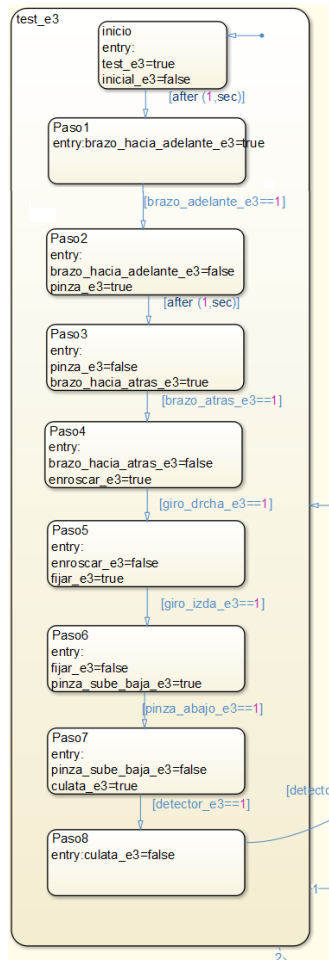 test_e3
inicio
entry:
test_e3=true
inicial_e3=false
[after (1,sec)]
Paso1
entry:brazo_hacia_adelante_e3=true
[brazo_adelante_e3==1]
Paso2
entry:
brazo_hacia_adelante_e3=false
pinza_e3=true
[after (1,sec)]
Paso3
entry:
pinza_e3=false
brazo_hacia_atras_e3=true
[brazo_atras_e3==1]
Paso4
entry:
brazo_hacia_atras_e3=false
enroscar_e3=true
[giro_drcha_e3==1]
Paso5
entry:
enroscar_e3=false
fijar_e3=true
[giro_izda_e3==1]
Paso6
entry:
fijar_e3=false
pinza_sube_baja_e3=true
[pinza_abajo_e3==1]
Paso7
entry:
pinza_sube_baja_e3=false
culata_e3=true
[detector_e3==1]
Paso8
entry:culata_e3=false
1
2